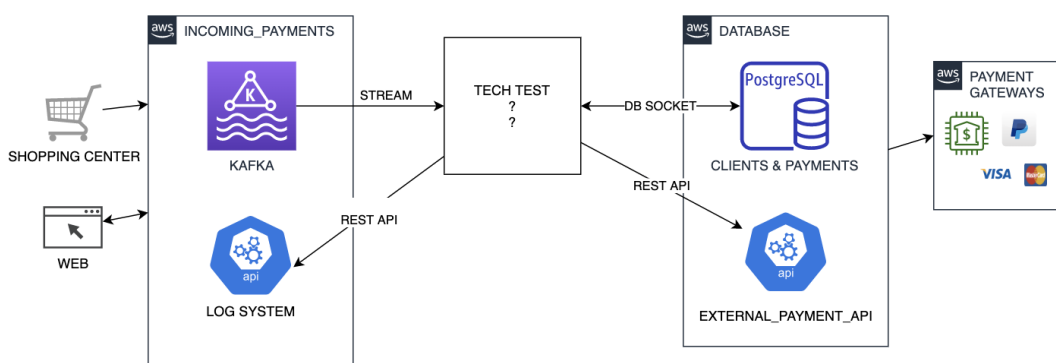 aws
INCOMING_PAYMENTS
SHOPPING CENTER
WEB
K
KAFKA
api
LOG SYSTEM
STREAM
REST API
TECH TEST
?
?
DB SOCKET
REST API
aws
DATABASE
PostgreSQL
CLIENTS & PAYMENTS
api
EXTERNAL_PAYMENT_API
aws
PAYMENT
GATEWAYS
$
P
VISA
MasterCard